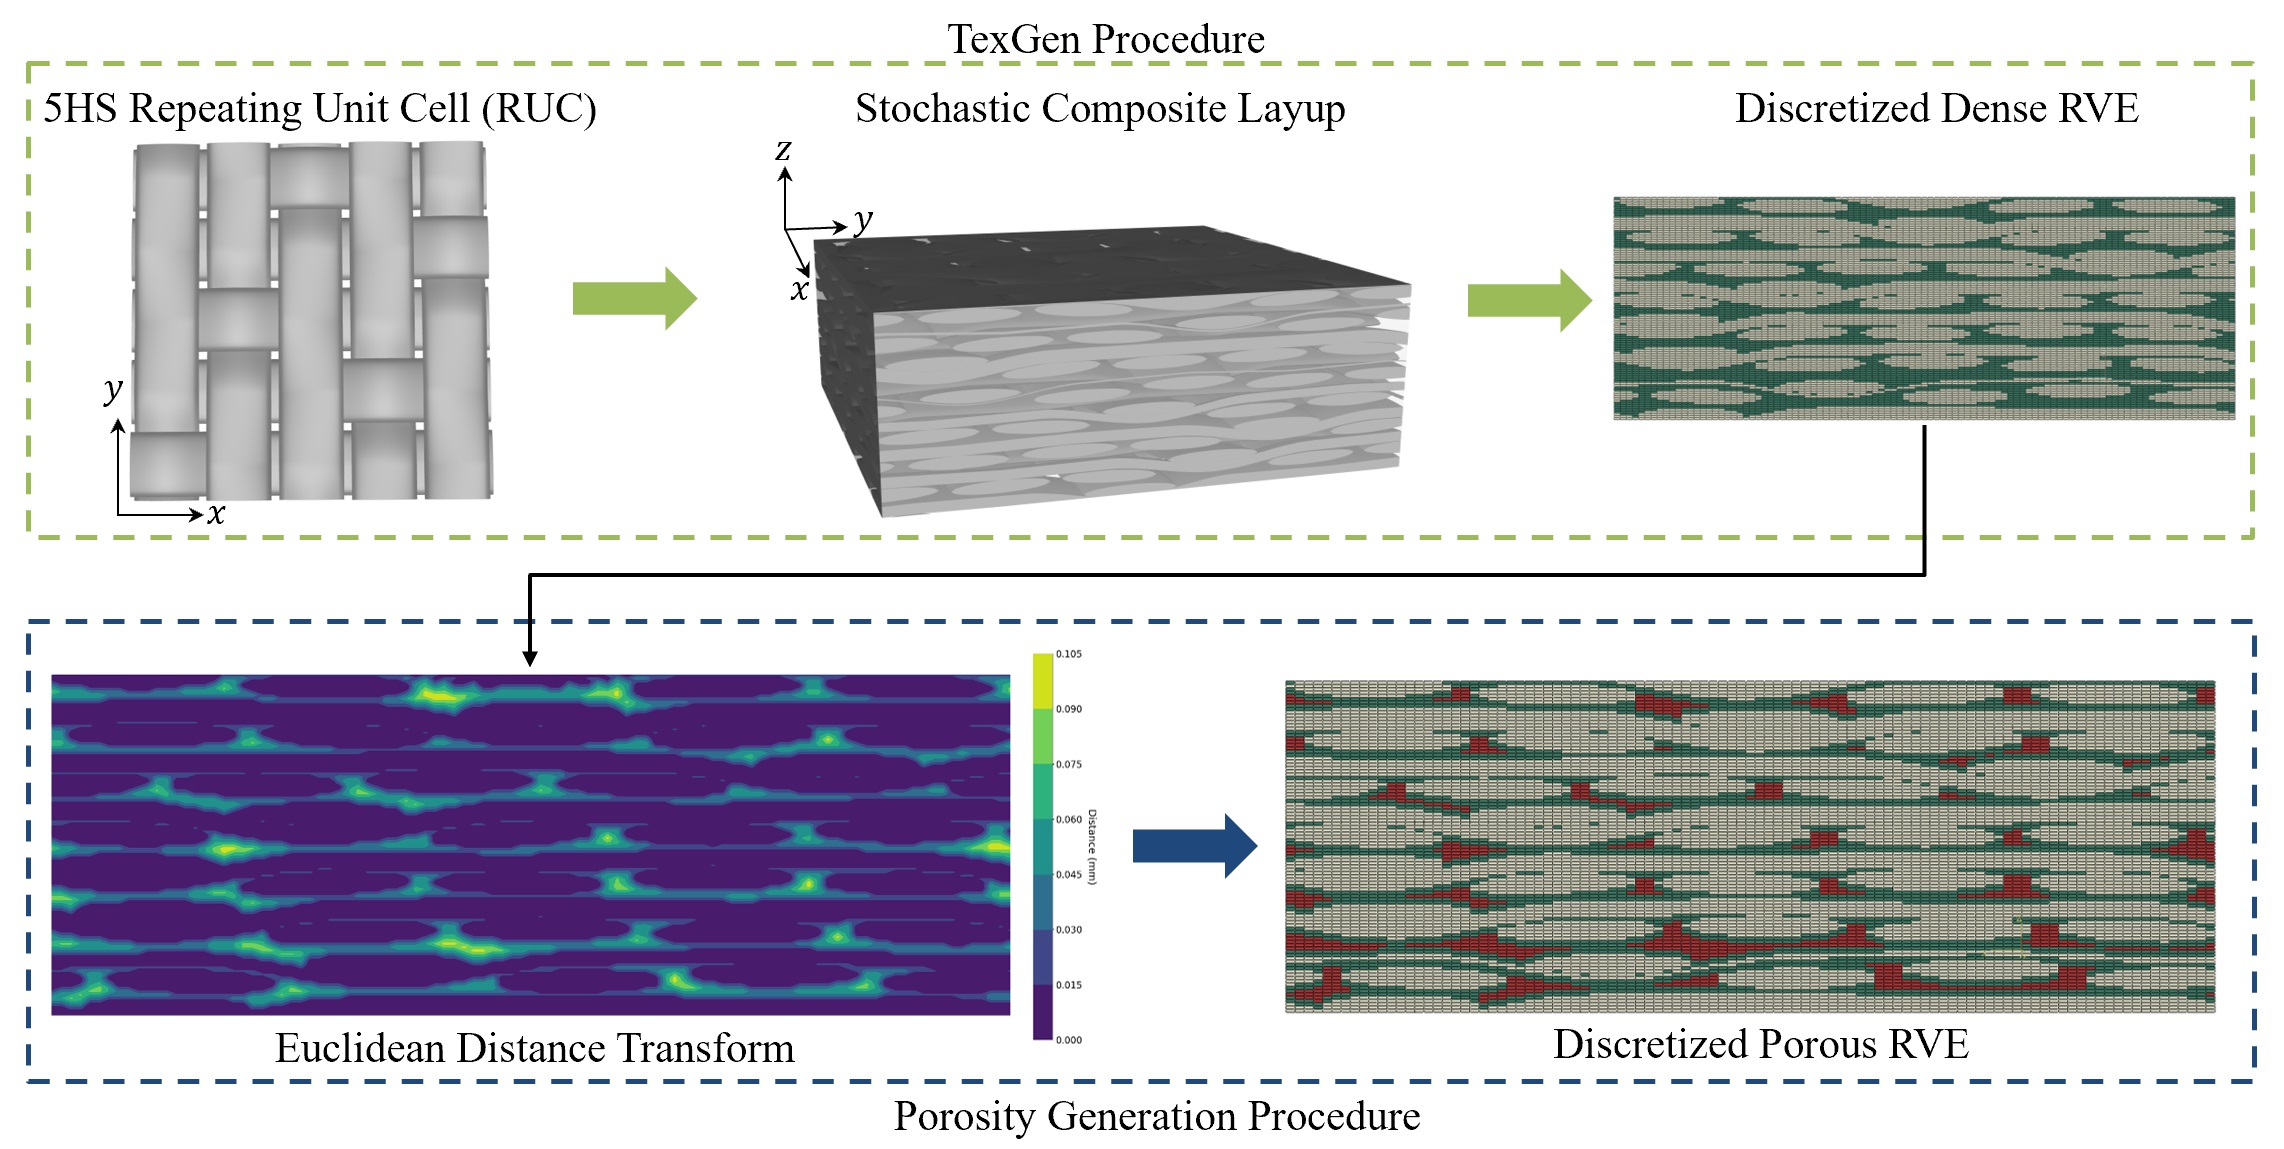 TexGen Procedure
5HS Repeating Unit Cell (RUC)
Stochastic Composite Layup
Discretized Dense RVE
z
y
x
y
x
0.105
0.090
0.075
0.060
0.045
0.030
0.015
0.000
Distance (mm)
Euclidean Distance Transform
Discretized Porous RVE
Porosity Generation Procedure